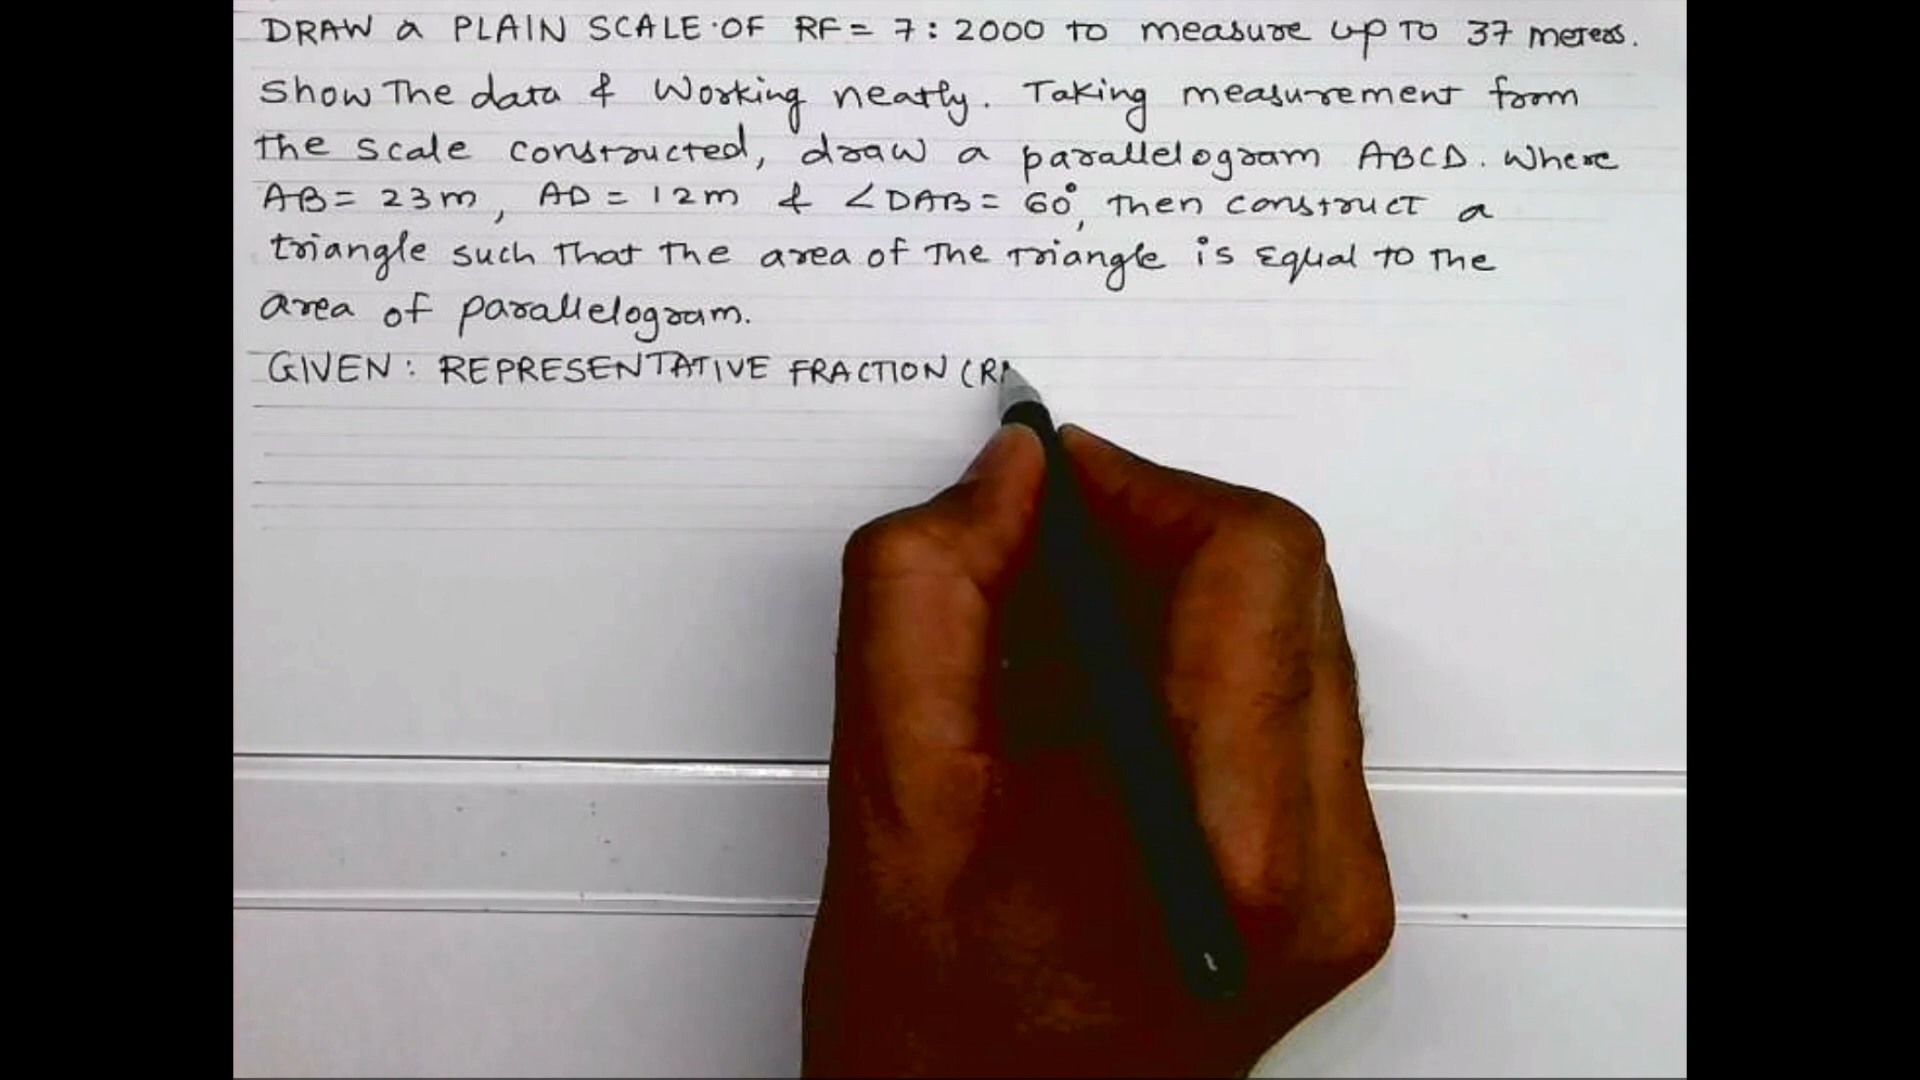 DRAW a PLAIN SCALE OF RF = 7 : 2000 to measure up to 37 meters.
Show The data & Working neatly. Taking measurement from
the scale constructed, draw a parallelogram ABCD. Where
AB = 23m, AD = 12m & ∠DAB = 60°, then construct a
triangle such that the area of the triangle is Equal to the
area of parallelogram.
GIVEN: REPRESENTATIVE FRACTION (R